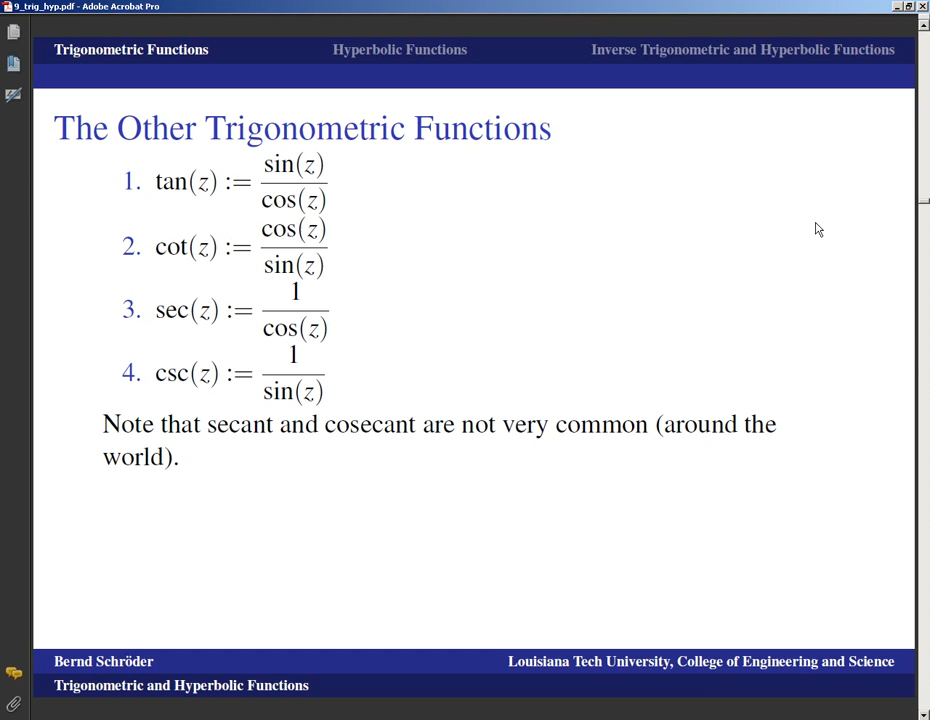 9_trig_hyp.pdf - Adobe Acrobat Pro
Trigonometric Functions Hyperbolic Functions Inverse Trigonometric and Hyperbolic Functions
The Other Trigonometric Functions
1. tan(z) := sin(z) / cos(z)
2. cot(z) := cos(z) / sin(z)
3. sec(z) := 1 / cos(z)
4. csc(z) := 1 / sin(z)
Note that secant and cosecant are not very common (around the
world).
Bernd Schröder Louisiana Tech University, College of Engineering and Science
Trigonometric and Hyperbolic Functions